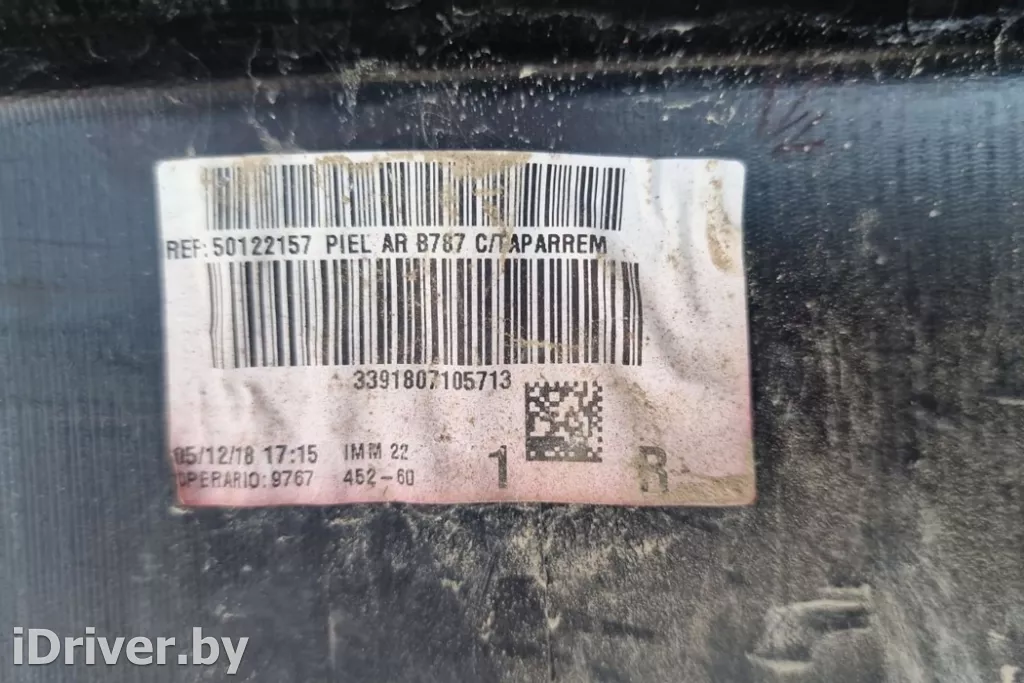 REF: 50122157 PIEL AR B787 C/TAPARREM
3391807105713
05/12/18 17:15 IMM 22
OPERARIO: 9767 452-60
1 R
iDriver.by